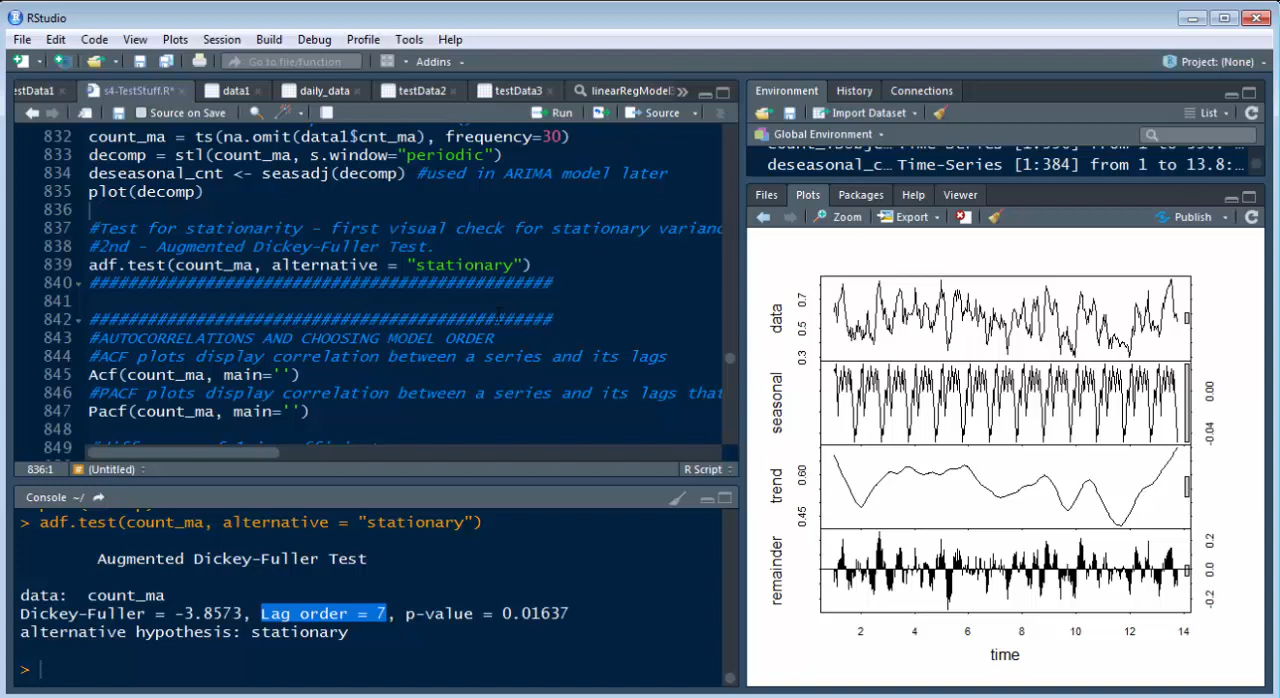 RStudio
File Edit Code View Plots Session Build Debug Profile Tools Help
Go to file/function Addins Project: (None)
estData1 s4-TestStuff.R* data1 daily_data testData2 testData3 linearRegModel
Source on Save Run Source
832 count_ma = ts(na.omit(data1$cnt_ma), frequency=30)
833 decomp = stl(count_ma, s.window="periodic")
834 deseasonal_cnt <- seasadj(decomp) #used in ARIMA model later
835 plot(decomp)
836
837 #Test for stationarity - first visual check for stationary varianc
838 #2nd - Augmented Dickey-Fuller Test.
839 adf.test(count_ma, alternative = "stationary")
840 ##############################################
841
842 ##############################################
843 #AUTOCORRELATIONS AND CHOOSING MODEL ORDER
844 #ACF plots display correlation between a series and its lags
845 Acf(count_ma, main='')
846 #PACF plots display correlation between a series and its lags that
847 Pacf(count_ma, main='')
848
849
836:1 (Untitled) R Script
Console ~/
> adf.test(count_ma, alternative = "stationary")
Augmented Dickey-Fuller Test
data: count_ma
Dickey-Fuller = -3.8573, Lag order = 7, p-value = 0.01637
alternative hypothesis: stationary
>
Environment History Connections
Import Dataset List
Global Environment
deseasonal_c… Time-Series [1:384] from 1 to 13.8:…
Files Plots Packages Help Viewer
Zoom Export Publish
data 0.3 0.5 0.7
seasonal -0.04 0.00
trend 0.45 0.60
remainder -0.2 0.0 0.2
2 4 6 8 10 12 14
time